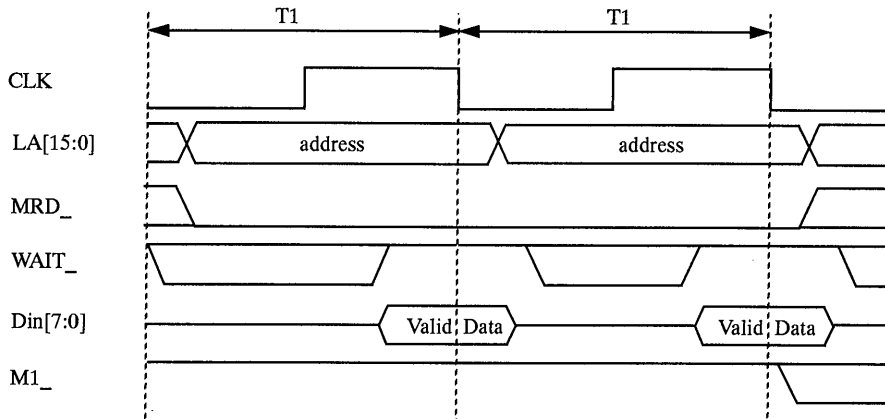 T1 T1
CLK
LA[15:0] address address
MRD_
WAIT_
Din[7:0] Valid Data Valid Data
M1_